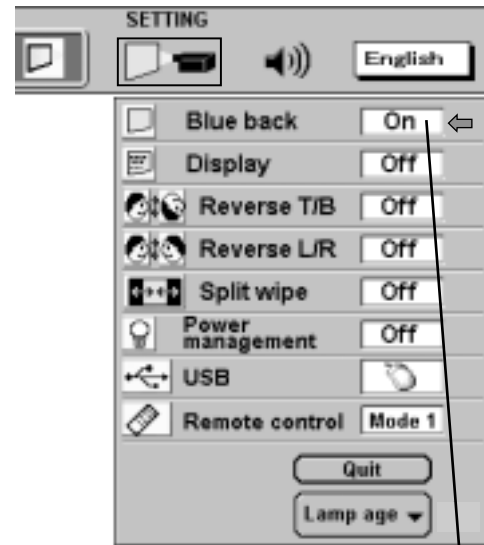 SETTING
English
Blue back On
Display Off
Reverse T/B Off
Reverse L/R Off
Split wipe Off
Power management Off
USB
Remote control Mode 1
Quit
Lamp age